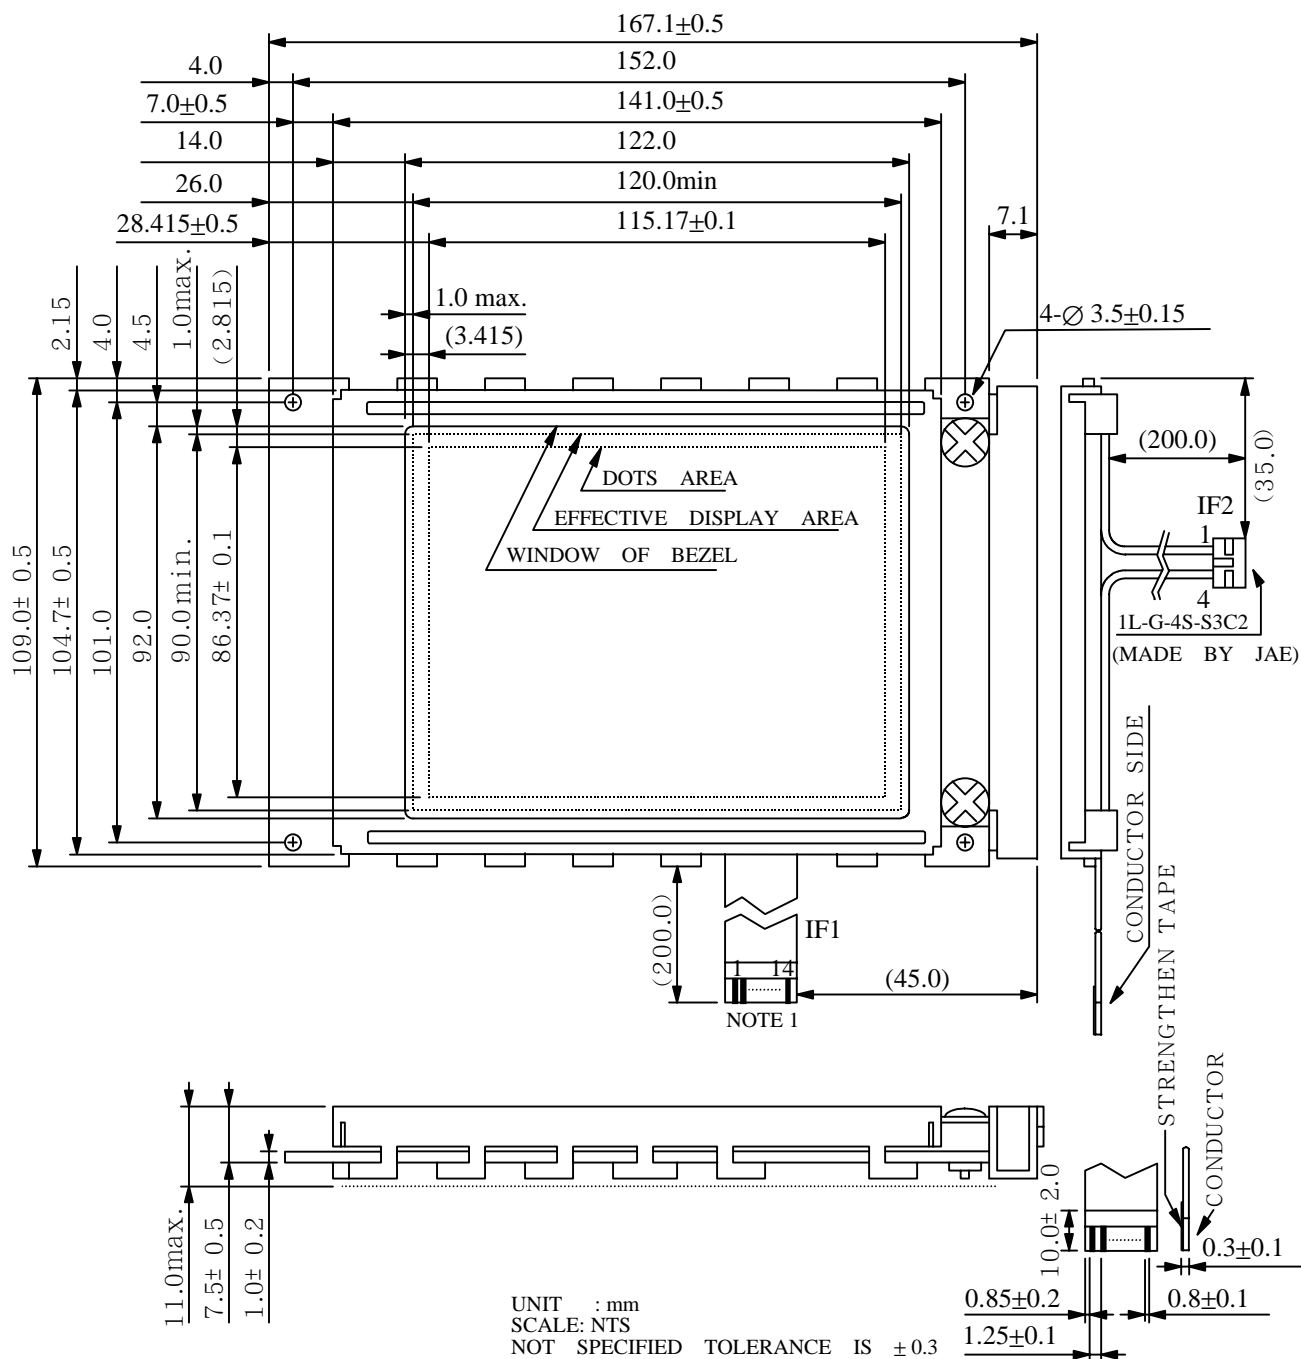 167.1±0.5
4.0
152.0
7.0±0.5
141.0±0.5
14.0
122.0
26.0
120.0min
28.415±0.5
115.17±0.1
7.1
2.15
4.0
4.5
1.0max.
(2.815)
1.0 max.
(3.415)
4-∅ 3.5±0.15
DOTS AREA
EFFECTIVE DISPLAY AREA
WINDOW OF BEZEL
109.0± 0.5
104.7± 0.5
101.0
92.0
90.0min.
86.37± 0.1
(200.0)
(35.0)
IF2
1
4
1L-G-4S-S3C2
(MADE BY JAE)
CONDUCTOR SIDE
STRENGTHEN TAPE
(200.0)
IF1
1 14
(45.0)
NOTE 1
CONDUCTOR
11.0max.
7.5± 0.5
1.0± 0.2
10.0± 2.0
0.3±0.1
0.85±0.2
0.8±0.1
1.25±0.1
UNIT : mm
SCALE: NTS
NOT SPECIFIED TOLERANCE IS ± 0.3